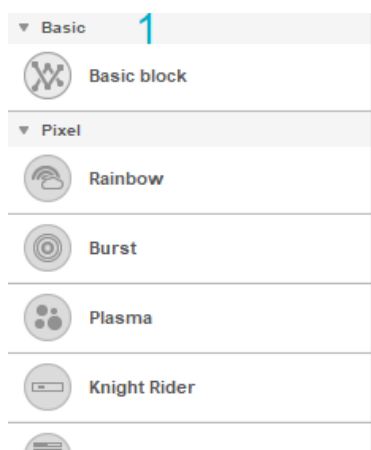 Basic 1
Basic block
Pixel
Rainbow
Burst
Plasma
Knight Rider